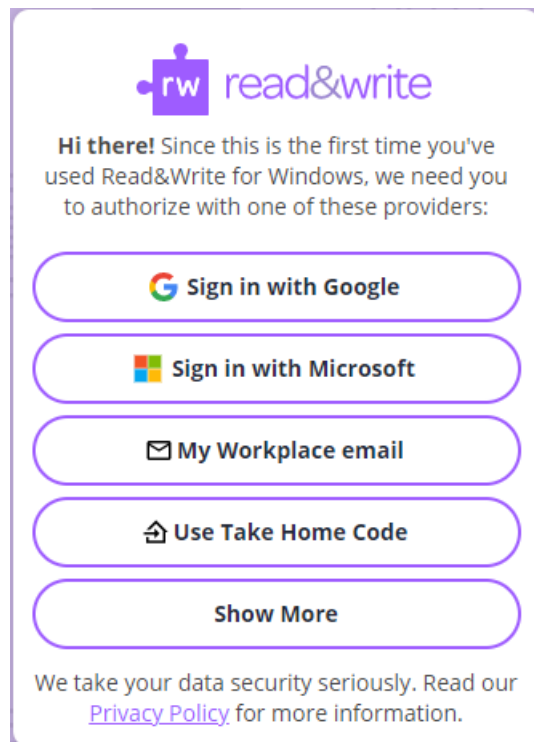 rw read&write
Hi there! Since this is the first time you've
used Read&Write for Windows, we need you
to authorize with one of these providers:
Sign in with Google
Sign in with Microsoft
My Workplace email
Use Take Home Code
Show More
We take your data security seriously. Read our
Privacy Policy for more information.